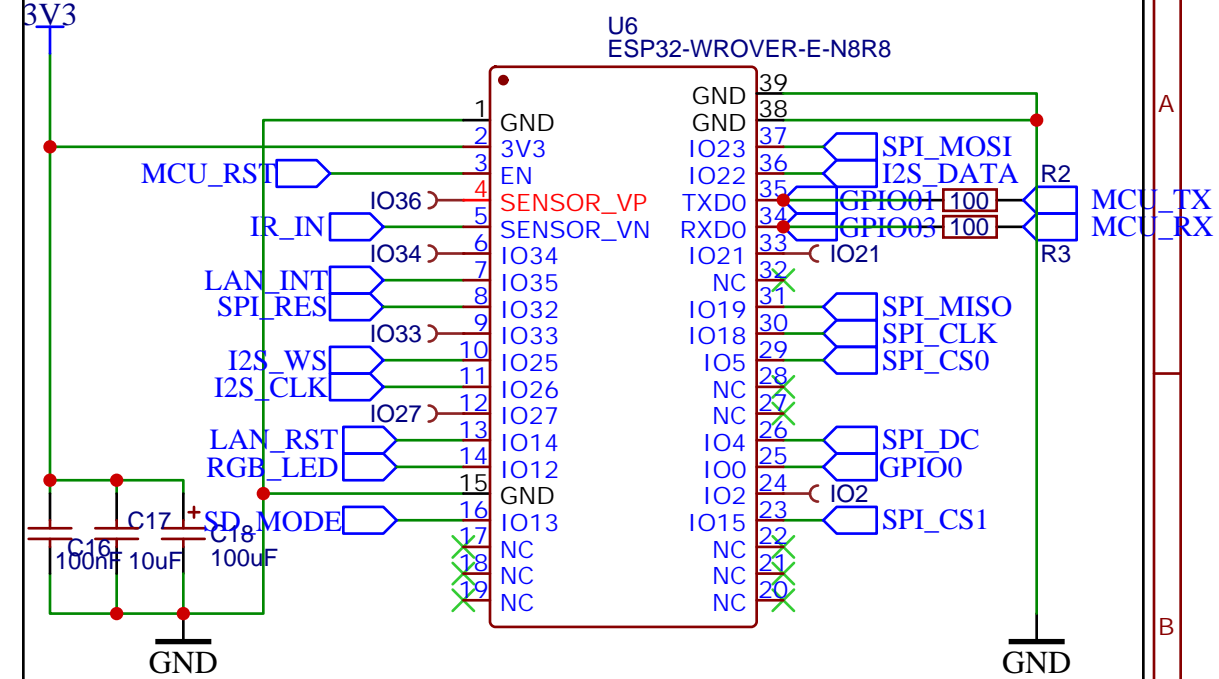 3V3
U6
ESP32-WROVER-E-N8R8
1 GND
2 3V3
MCU_RST 3 EN
IO36 4 SENSOR_VP
IR_IN 5 SENSOR_VN
IO34 6 IO34
LAN_INT 7 IO35
SPI_RES 8 IO32
IO33 9 IO33
I2S_WS 10 IO25
I2S_CLK 11 IO26
IO27 12 IO27
LAN_RST 13 IO14
RGB_LED 14 IO12
15 GND
SD_MODE 16 IO13
17 NC
18 NC
19 NC
GND 39
GND 38
IO23 37 SPI_MOSI
IO22 36 I2S_DATA
TXD0 35 GPIO01 100 R2 MCU_TX
RXD0 34 GPIO03 100 R3 MCU_RX
IO21 33 IO21
NC 32
IO19 31 SPI_MISO
IO18 30 SPI_CLK
IO5 29 SPI_CS0
NC 28
NC 27
IO4 26 SPI_DC
IO0 25 GPIO0
IO2 24 IO2
IO15 23 SPI_CS1
NC 22
NC 21
NC 20
C16
100nF
C17
10uF
+
C18
100uF
GND
GND
A
B